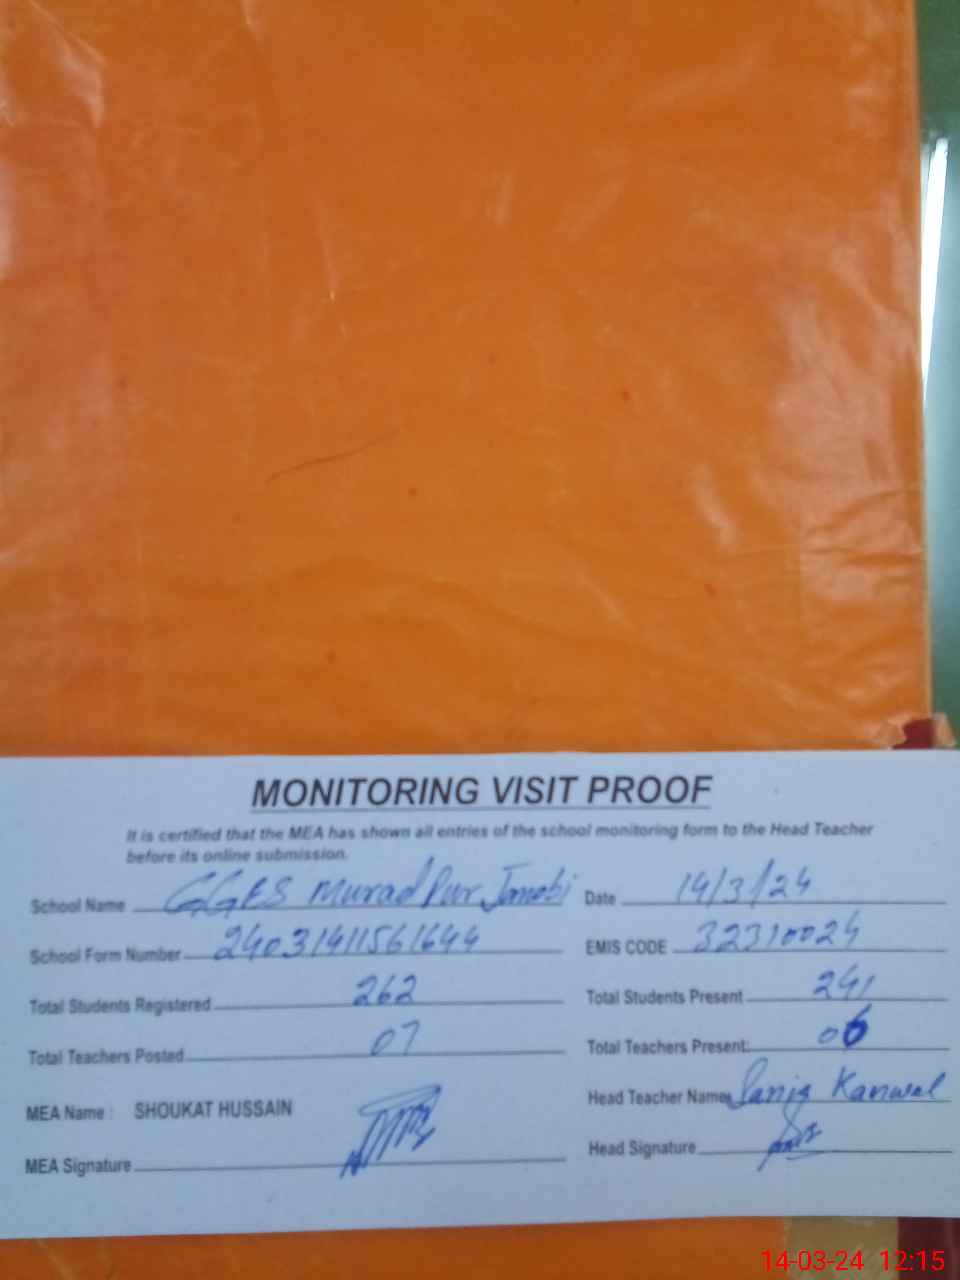 MONITORING VISIT PROOF
It is certified that the MEA has shown all entries of the school monitoring form to the Head Teacher
before its online submission.
School Name GGES Murad Pur Janobi Date 14/3/24
School Form Number 24031411561644 EMIS CODE 32310024
Total Students Registered 262 Total Students Present 241
Total Teachers Posted 07 Total Teachers Present: 06
MEA Name : SHOUKAT HUSSAIN Head Teacher Name Kanwal
MEA Signature Head Signature
14-03-24 12:15